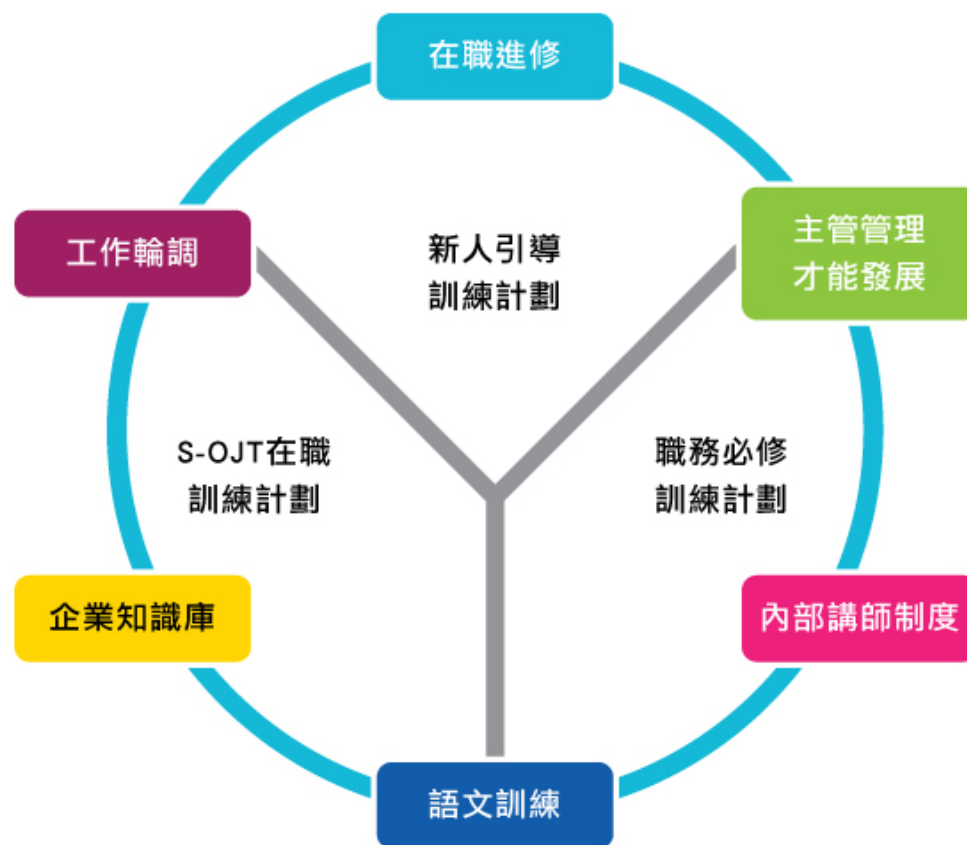 在職進修
工作輪調
主管管理
才能發展
新人引導
訓練計劃
S-OJT在職
訓練計劃
職務必修
訓練計劃
企業知識庫
內部講師制度
語文訓練